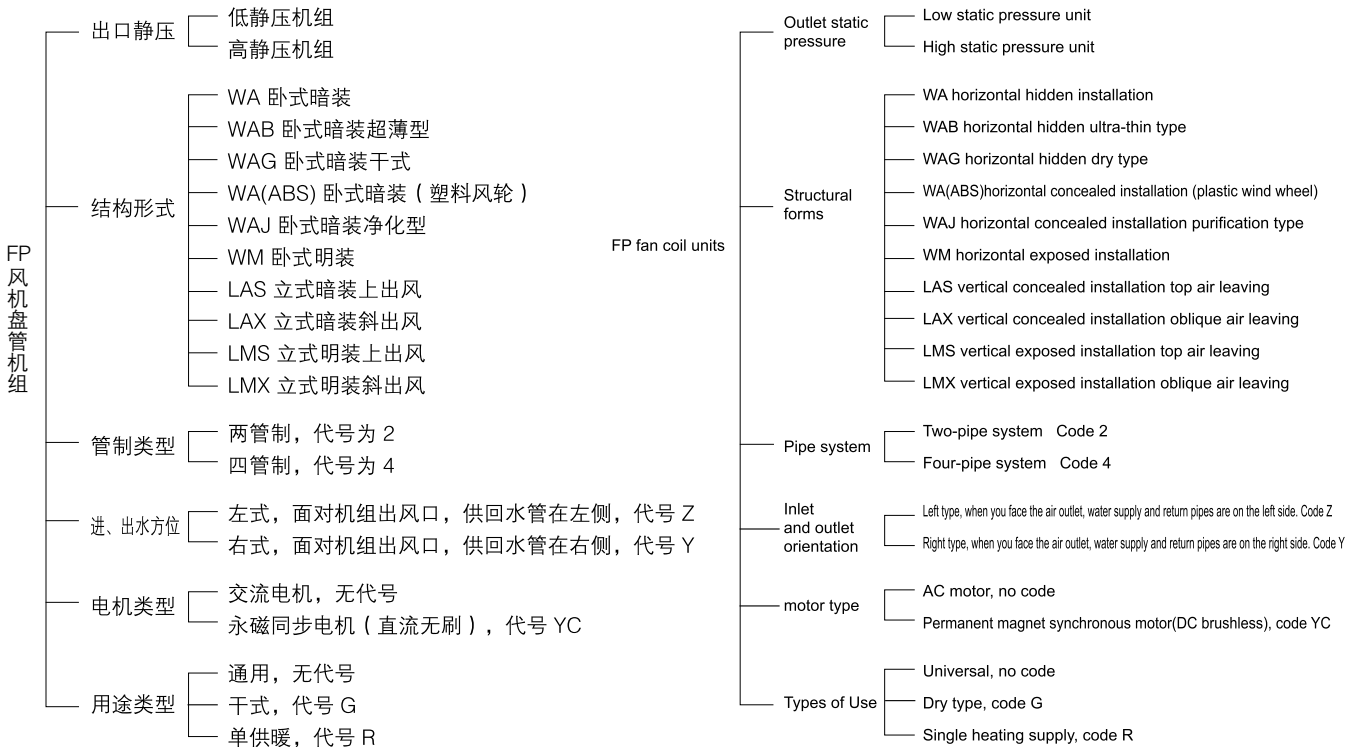 FP风机盘管机组
出口静压
低静压机组
高静压机组
结构形式
WA 卧式暗装
WAB 卧式暗装超薄型
WAG 卧式暗装干式
WA(ABS) 卧式暗装（塑料风轮）
WAJ 卧式暗装净化型
WM 卧式明装
LAS 立式暗装上出风
LAX 立式暗装斜出风
LMS 立式明装上出风
LMX 立式明装斜出风
管制类型
两管制，代号为 2
四管制，代号为 4
进、出水方位
左式，面对机组出风口，供回水管在左侧，代号 Z
右式，面对机组出风口，供回水管在右侧，代号 Y
电机类型
交流电机，无代号
永磁同步电机（直流无刷），代号 YC
用途类型
通用，无代号
干式，代号 G
单供暖，代号 R
FP fan coil units
Outlet static
pressure
Low static pressure unit
High static pressure unit
Structural
forms
WA horizontal hidden installation
WAB horizontal hidden ultra-thin type
WAG horizontal hidden dry type
WA(ABS)horizontal concealed installation (plastic wind wheel)
WAJ horizontal concealed installation purification type
WM horizontal exposed installation
LAS vertical concealed installation top air leaving
LAX vertical concealed installation oblique air leaving
LMS vertical exposed installation top air leaving
LMX vertical exposed installation oblique air leaving
Pipe system
Two-pipe system Code 2
Four-pipe system Code 4
Inlet
and outlet
orientation
Left type, when you face the air outlet, water supply and return pipes are on the left side. Code Z
Right type, when you face the air outlet, water supply and return pipes are on the right side. Code Y
motor type
AC motor, no code
Permanent magnet synchronous motor(DC brushless), code YC
Types of Use
Universal, no code
Dry type, code G
Single heating supply, code R